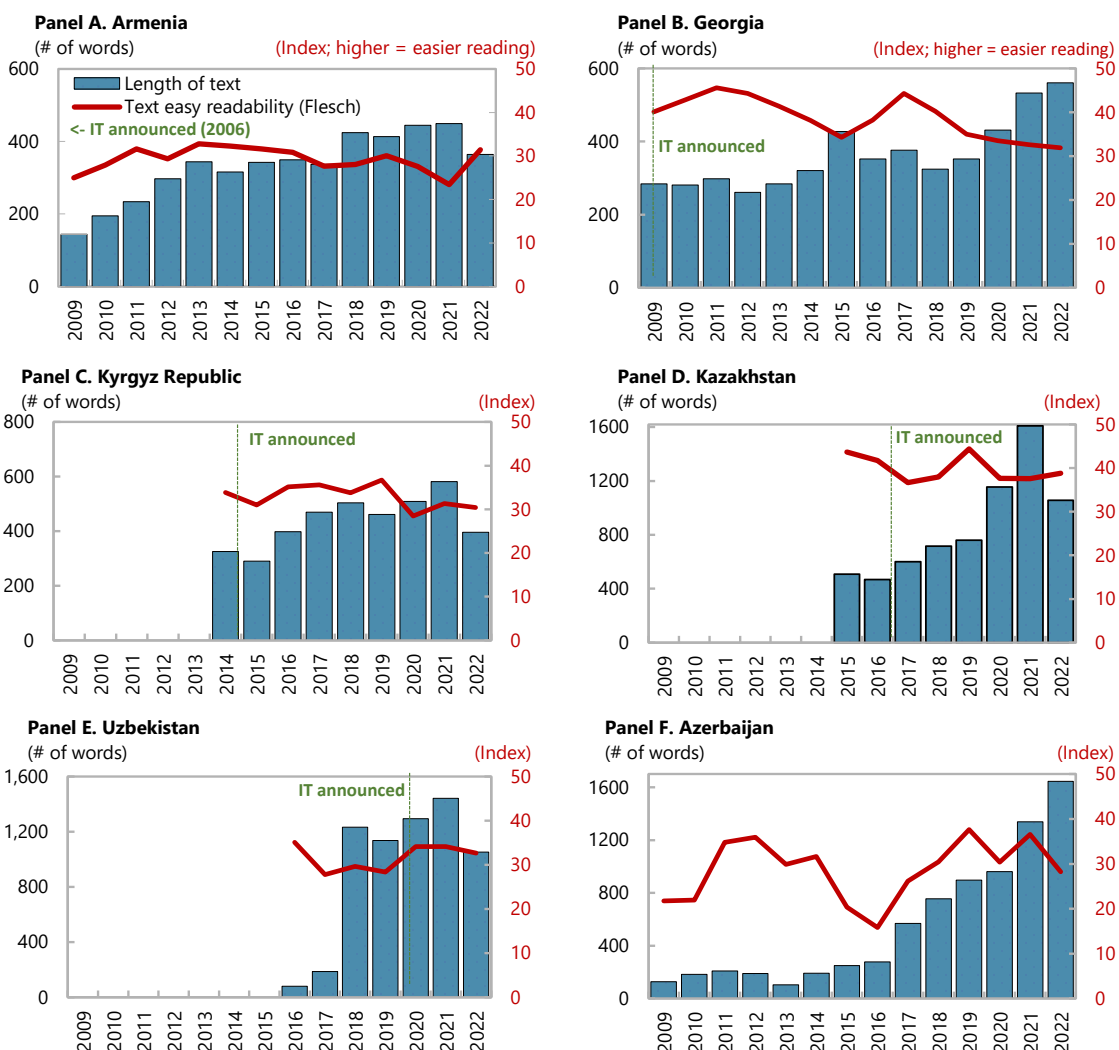 Panel A. Armenia
(# of words) (Index; higher = easier reading)
600 50
Length of text
Text easy readability (Flesch)
40
<- IT announced (2006)
400
30
200 20
10
0 0
2009 2010 2011 2012 2013 2014 2015 2016 2017 2018 2019 2020 2021 2022
Panel B. Georgia
(# of words) (Index; higher = easier reading)
600 50
40
IT announced
400
30
200 20
10
0 0
2009 2010 2011 2012 2013 2014 2015 2016 2017 2018 2019 2020 2021 2022
Panel C. Kyrgyz Republic
(# of words) (Index)
800 50
IT announced
40
600
30
400
20
200
10
0 0
2009 2010 2011 2012 2013 2014 2015 2016 2017 2018 2019 2020 2021 2022
Panel D. Kazakhstan
(# of words) (Index)
1600 50
IT announced
40
1200
30
800
20
400
10
0 0
2009 2010 2011 2012 2013 2014 2015 2016 2017 2018 2019 2020 2021 2022
Panel E. Uzbekistan
(# of words) (Index)
1,600 50
IT announced
40
1,200
30
800
20
400
10
0 0
2009 2010 2011 2012 2013 2014 2015 2016 2017 2018 2019 2020 2021 2022
Panel F. Azerbaijan
(# of words) (Index)
50
1600
40
1200
30
800
20
400
10
0 0
2009 2010 2011 2012 2013 2014 2015 2016 2017 2018 2019 2020 2021 2022